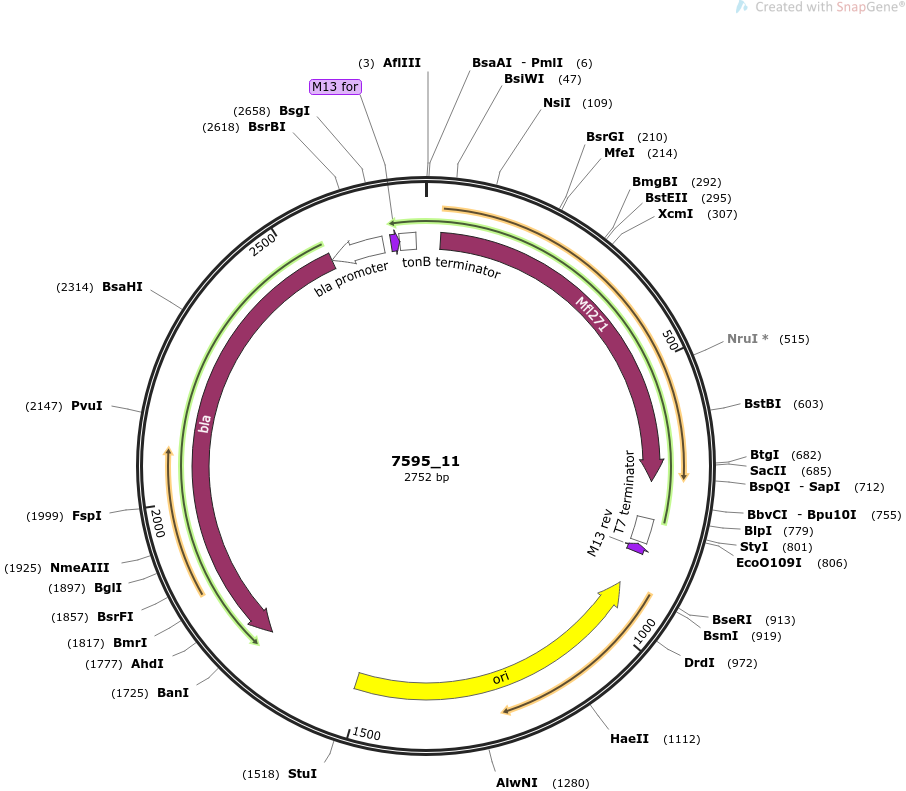 Created with SnapGene®
(3) AflIII
BsaAI - PmlI (6)
BsiWI (47)
NsiI (109)
BsrGI (210)
MfeI (214)
BmgBI (292)
BstEII (295)
XcmI (307)
NruI * (515)
BstBI (603)
BtgI (682)
SacII (685)
BspQI - SapI (712)
BbvCI - Bpu10I (755)
BlpI (779)
StyI (801)
EcoO109I (806)
BseRI (913)
BsmI (919)
DrdI (972)
HaeII (1112)
AlwNI (1280)
(1518) StuI
(1725) BanI
(1777) AhdI
(1817) BmrI
(1857) BsrFI
(1897) BglI
(1925) NmeAIII
(1999) FspI
(2147) PvuI
(2314) BsaHI
(2618) BsrBI
(2658) BsgI
M13 for
tonB terminator
bla promoter
Mfl271
T7 terminator
M13 rev
ori
bla
500
1000
1500
2000
2500
7595_11
2752 bp